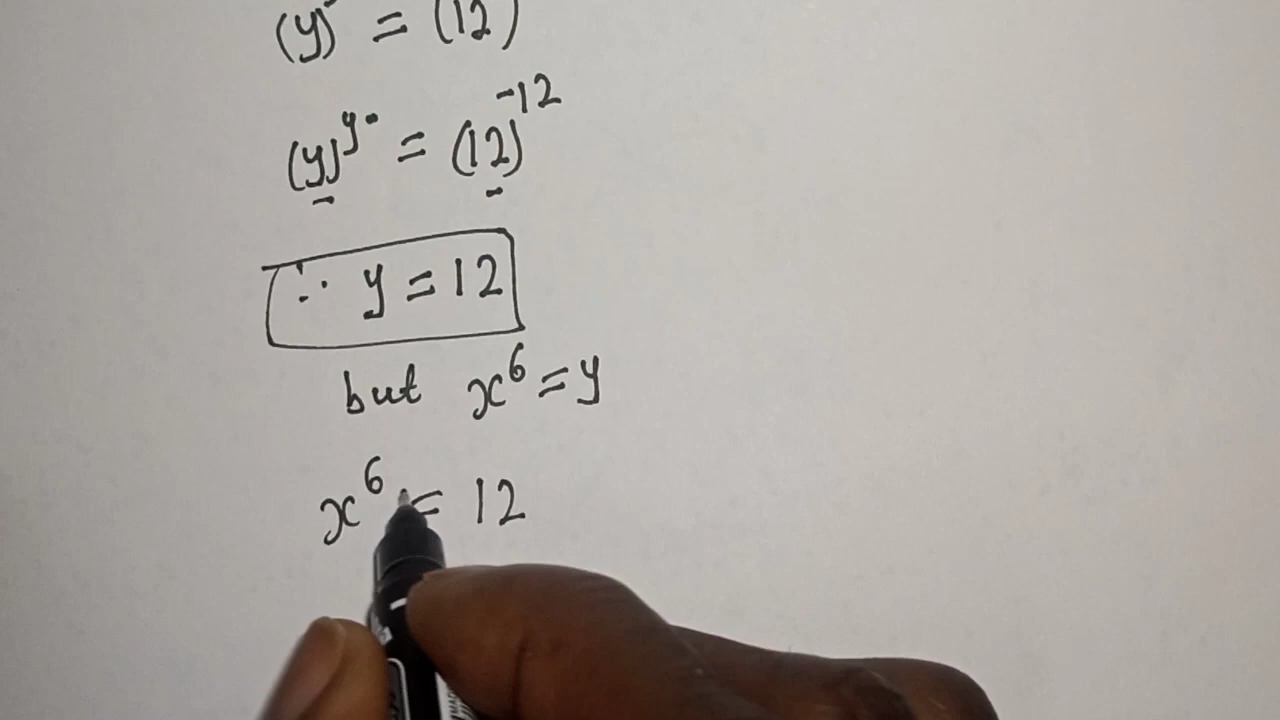 (y) = (12)
(y)^y = (12)^-12
∴ y = 12
but x^6 = y
x^6 = 12